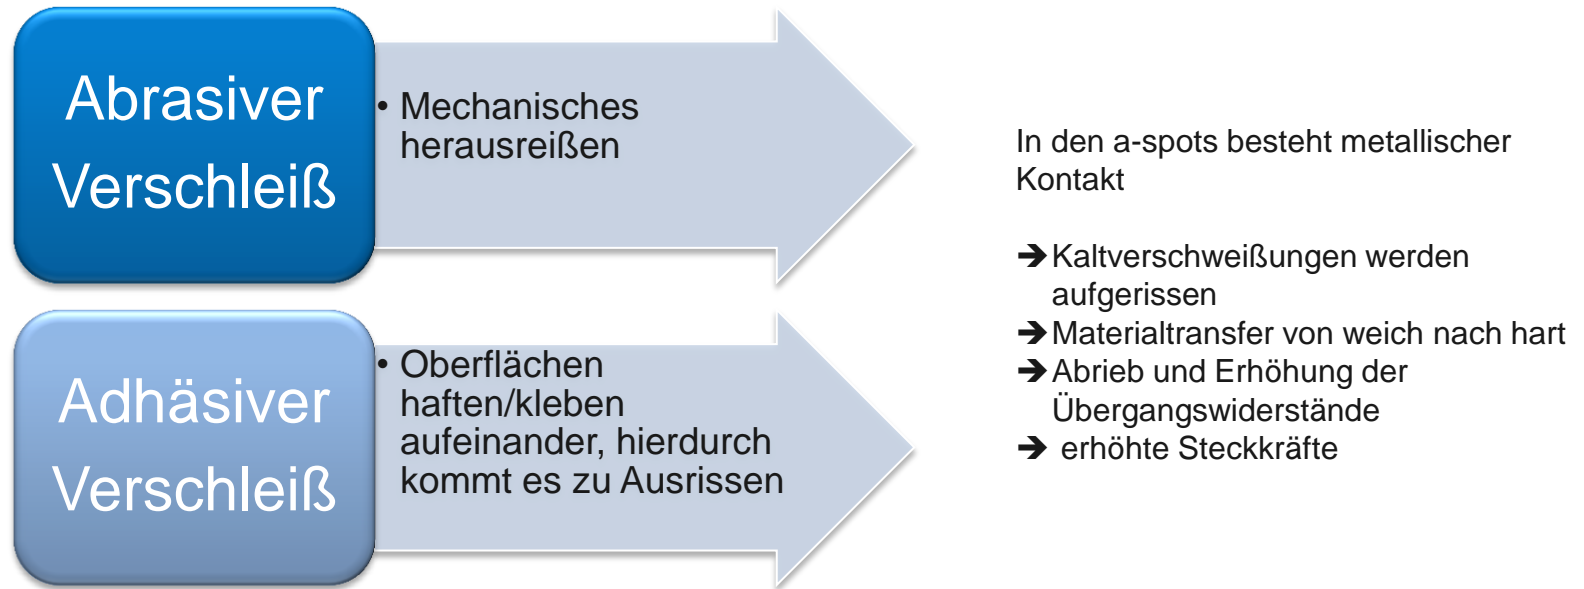 Abrasiver
Verschleiß
• Mechanisches
herausreißen
Adhäsiver
Verschleiß
• Oberflächen
haften/kleben
aufeinander, hierdurch
kommt es zu Ausrissen
In den a-spots besteht metallischer
Kontakt
➔ Kaltverschweißungen werden
aufgerissen
➔ Materialtransfer von weich nach hart
➔ Abrieb und Erhöhung der
Übergangswiderstände
➔ erhöhte Steckkräfte